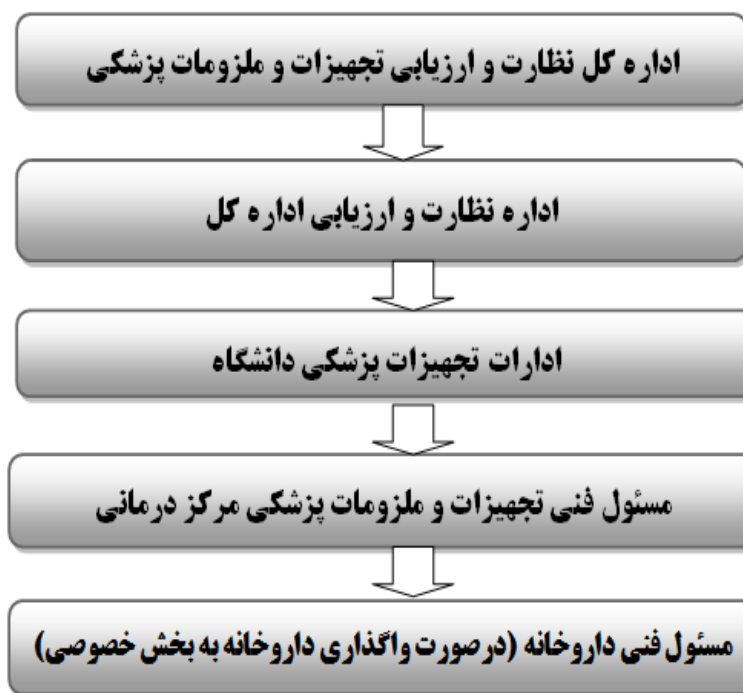 اداره کل نظارت و ارزیابی تجهیزات و ملزومات پزشکی
اداره نظارت و ارزیابی اداره کل
ادارات تجهیزات پزشکی دانشگاه
مسئول فنی تجهیزات و ملزومات پزشکی مرکز درمانی
مسئول فنی داروخانه (درصورت واگذاری داروخانه به بخش خصوصی)